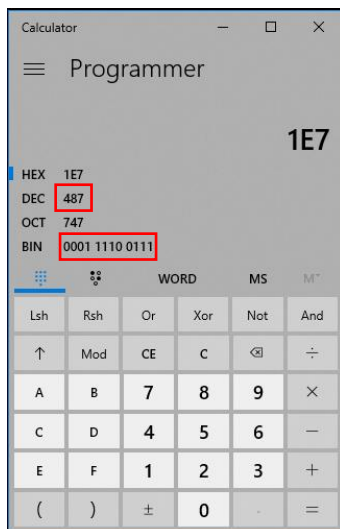 Calculator
Programmer
1E7
HEX 1E7
DEC 487
OCT 747
BIN 0001 1110 0111
WORD MS M˅
Lsh Rsh Or Xor Not And
↑ Mod CE C ⌫ ÷
A B 7 8 9 ×
C D 4 5 6 −
E F 1 2 3 +
( ) ± 0 . =